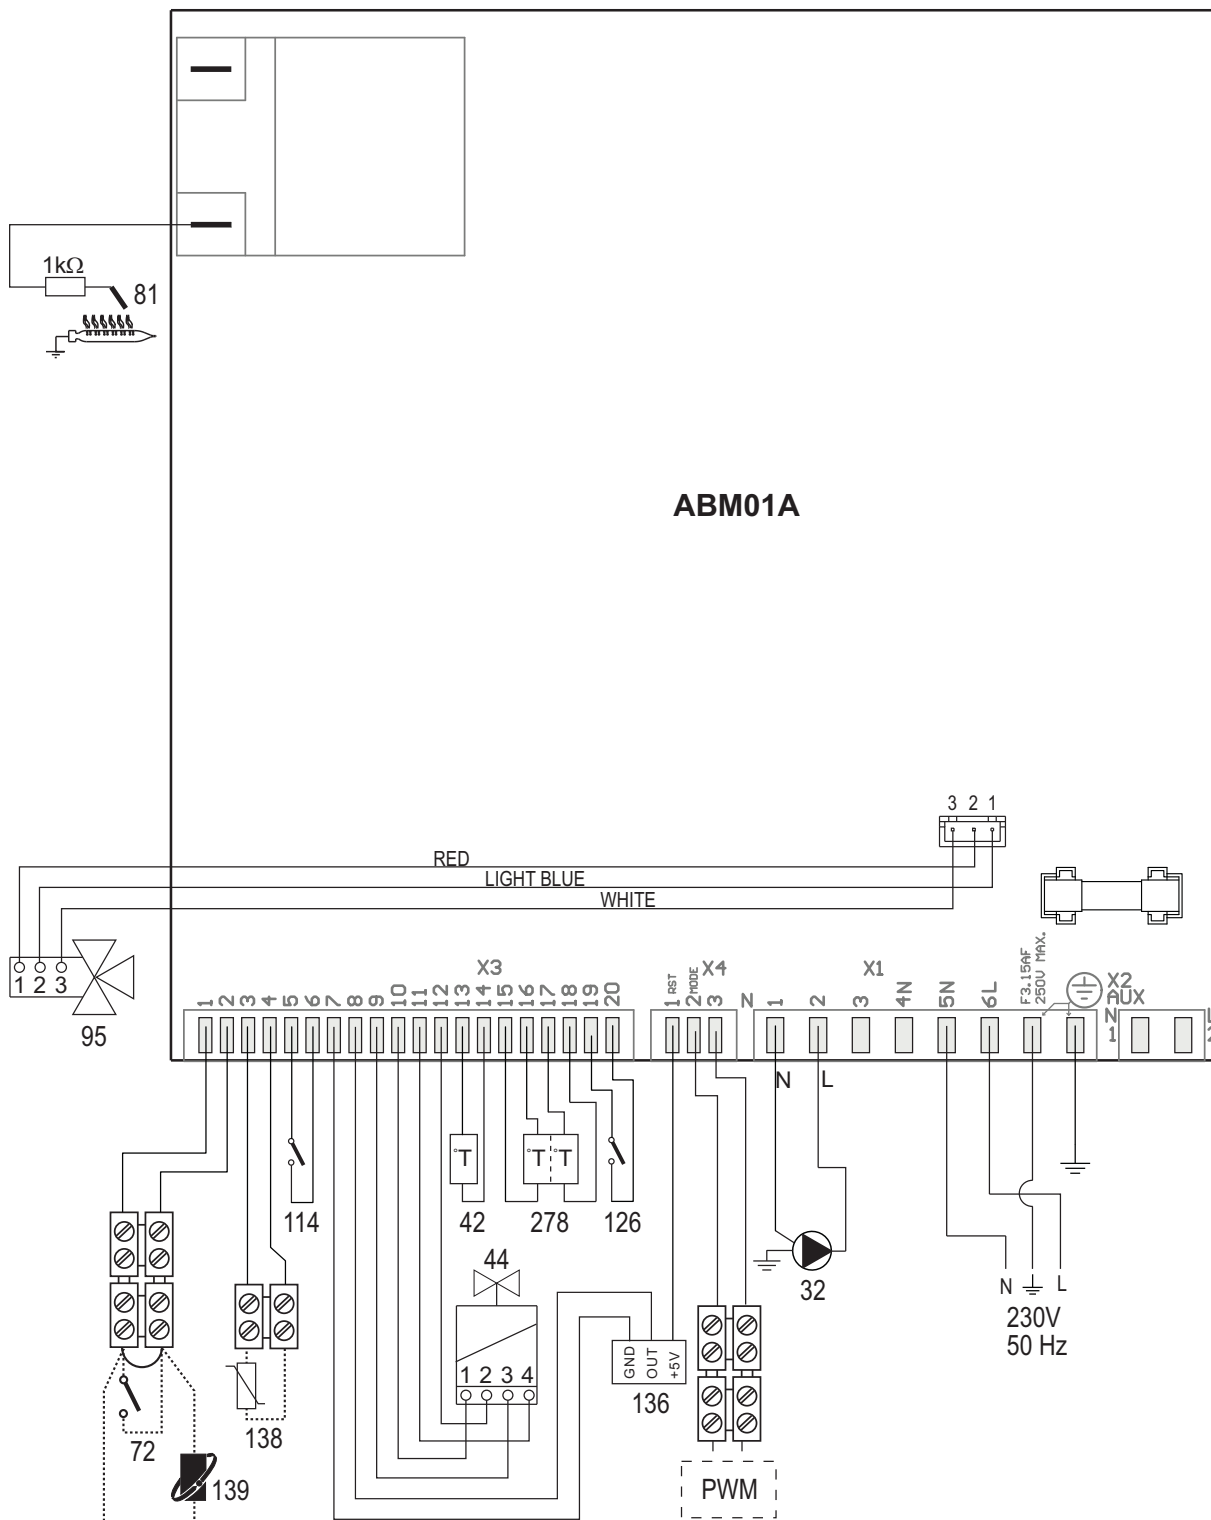 1kΩ
81
ABM01A
3 2 1
RED
LIGHT BLUE
WHITE
1 2 3
95
X3
1 2 3 4 5 6 7 8 9 10 11 12 13 14 15 16 17 18 19 20
X4
1 RST
2 MODE
3
N
X1
1 2 3 4N 5N 6L
F3.15AF
250V MAX.
X2
AUX
N
1
N
L
°T
°T
°T
114
42
278
126
44
1 2 3 4
GND
OUT
+5V
136
32
N
L
230V
50 Hz
72
138
139
PWM